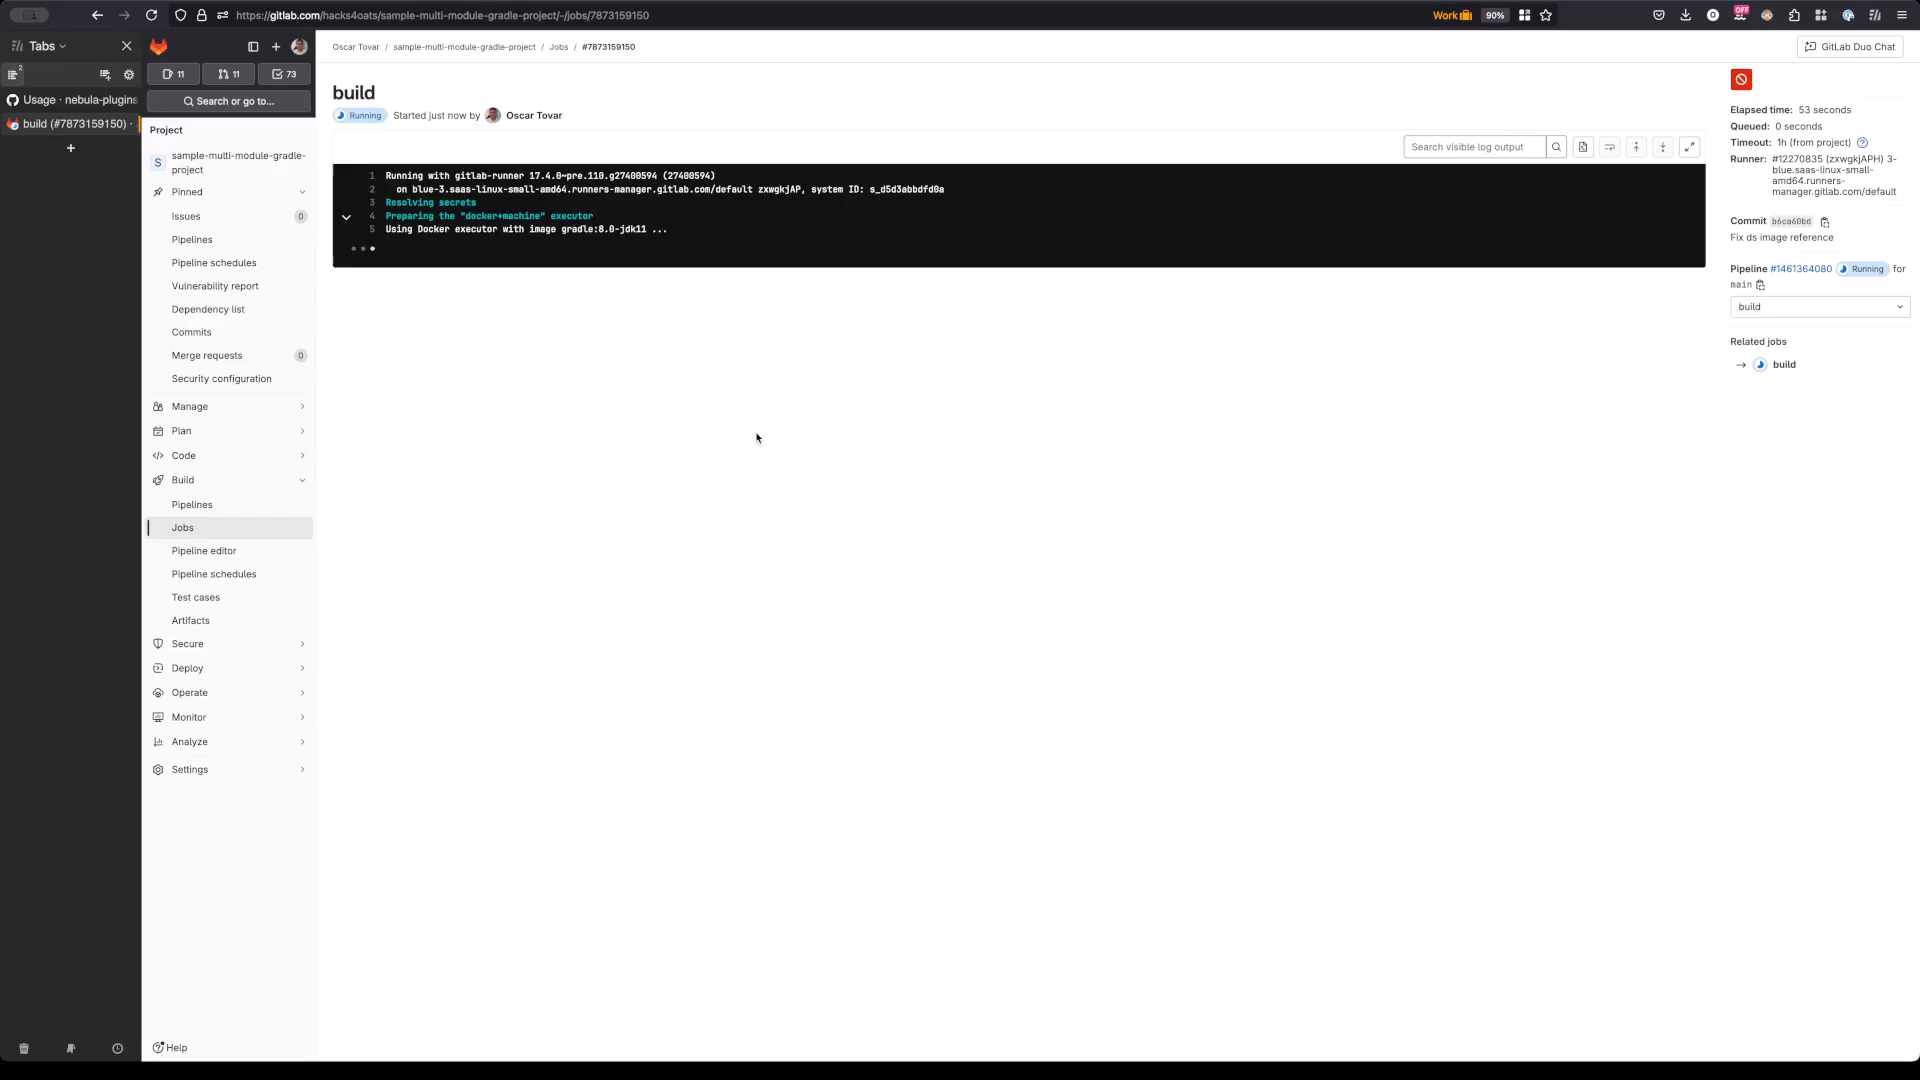 https://gitlab.com/hacks4oats/sample-multi-module-gradle-project/-/jobs/7873159150
Work
90%
OFF
Tabs
2
Usage · nebula-plugins
build (#7873159150) ·
11
11
73
Search or go to...
Project
S
sample-multi-module-gradle-
project
Pinned
Issues
0
Pipelines
Pipeline schedules
Vulnerability report
Dependency list
Commits
Merge requests
0
Security configuration
Manage
Plan
Code
Build
Pipelines
Jobs
Pipeline editor
Pipeline schedules
Test cases
Artifacts
Secure
Deploy
Operate
Monitor
Analyze
Settings
Help
Oscar Tovar / sample-multi-module-gradle-project / Jobs / #7873159150
GitLab Duo Chat
build
Running Started just now by Oscar Tovar
Search visible log output
1 Running with gitlab-runner 17.4.0~pre.110.g27400594 (27400594)
2 on blue-3.saas-linux-small-amd64.runners-manager.gitlab.com/default zxwgkjAP, system ID: s_d5d3abbdfd0a
3 Resolving secrets
4 Preparing the "docker+machine" executor
5 Using Docker executor with image gradle:8.0-jdk11 ...
Elapsed time: 53 seconds
Queued: 0 seconds
Timeout: 1h (from project)
Runner: #12270835 (zxwgkjAPH) 3-
blue.saas-linux-small-
amd64.runners-
manager.gitlab.com/default
Commit b6ca60bd
Fix ds image reference
Pipeline #1461364080 Running for
main
build
Related jobs
build